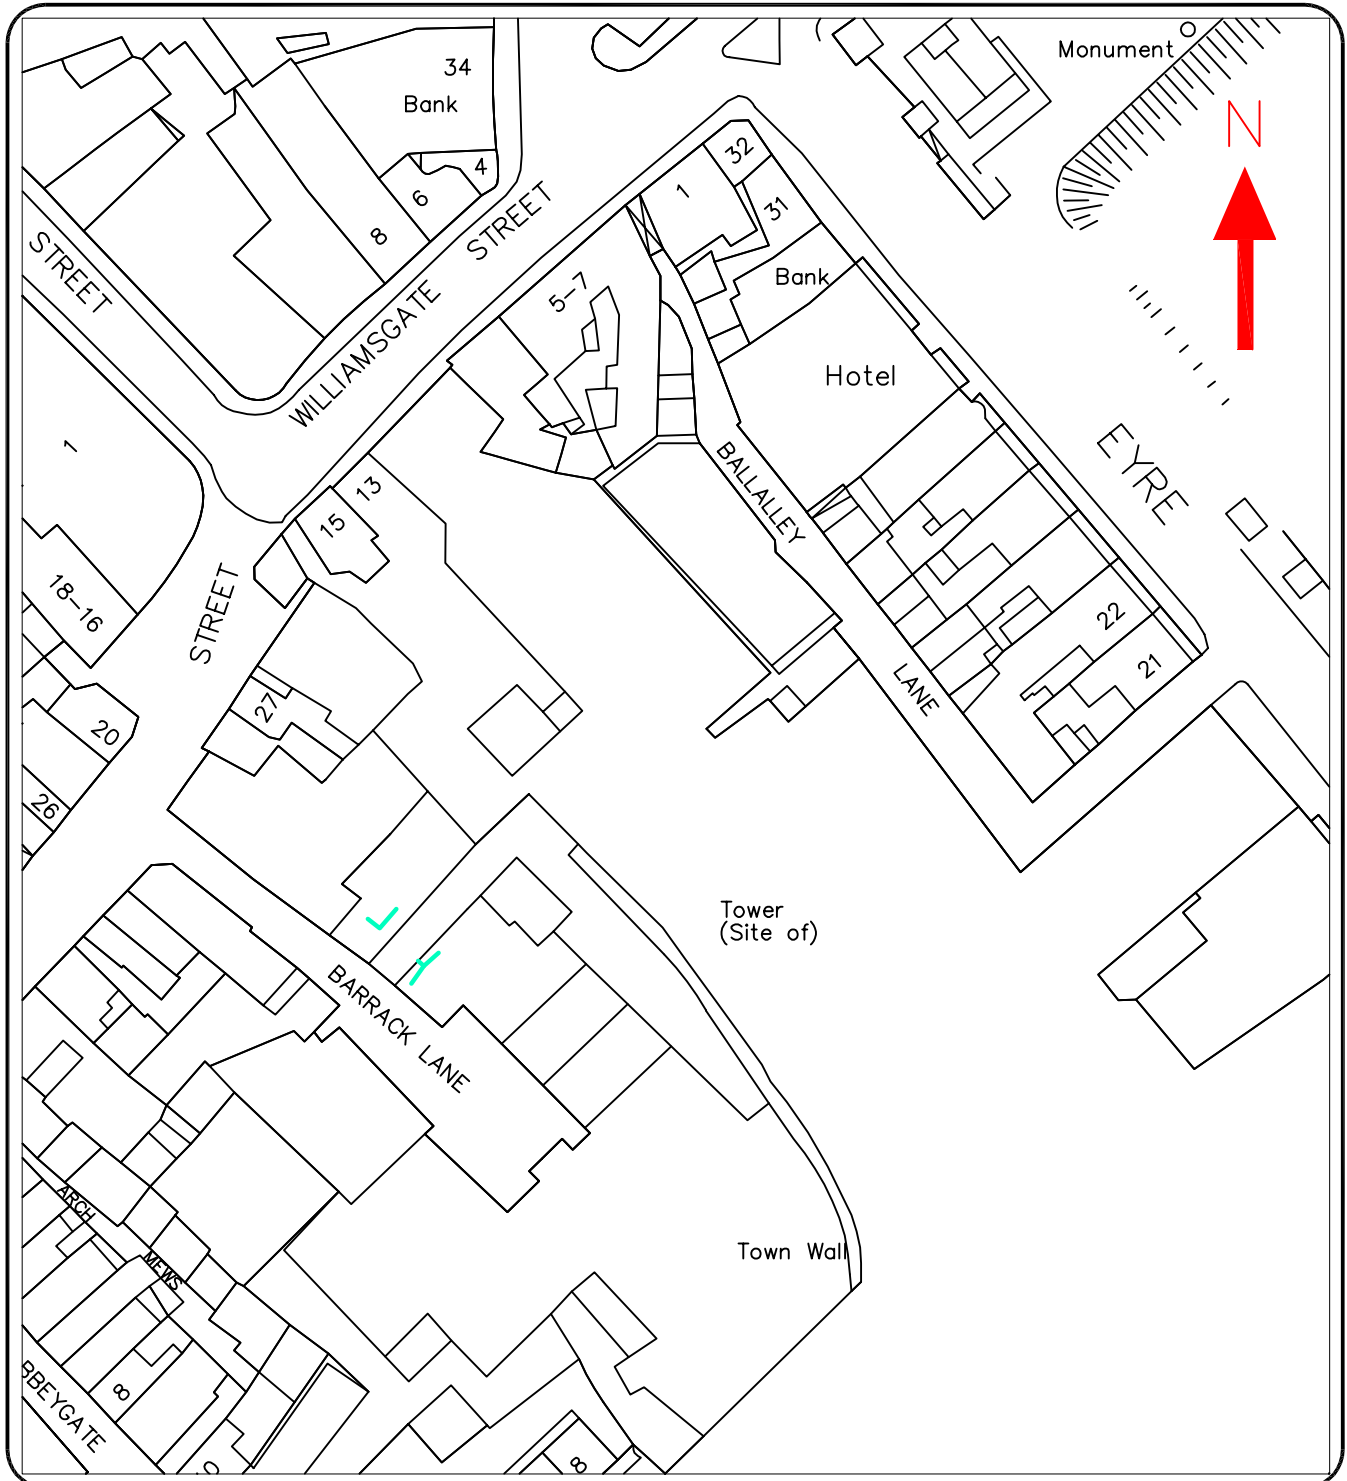 Monument
34
Bank
N
4
6
8
32
1
31
STREET
STREET
Bank
5-7
WILLIAMSGATE
Hotel
1
EYRE
BALLALLEY
13
15
18-16
STREET
22
21
LANE
27
20
26
Tower
(Site of)
BARRACK LANE
ARCH
MEWS
Town Wall
8
BBEYGATE
8